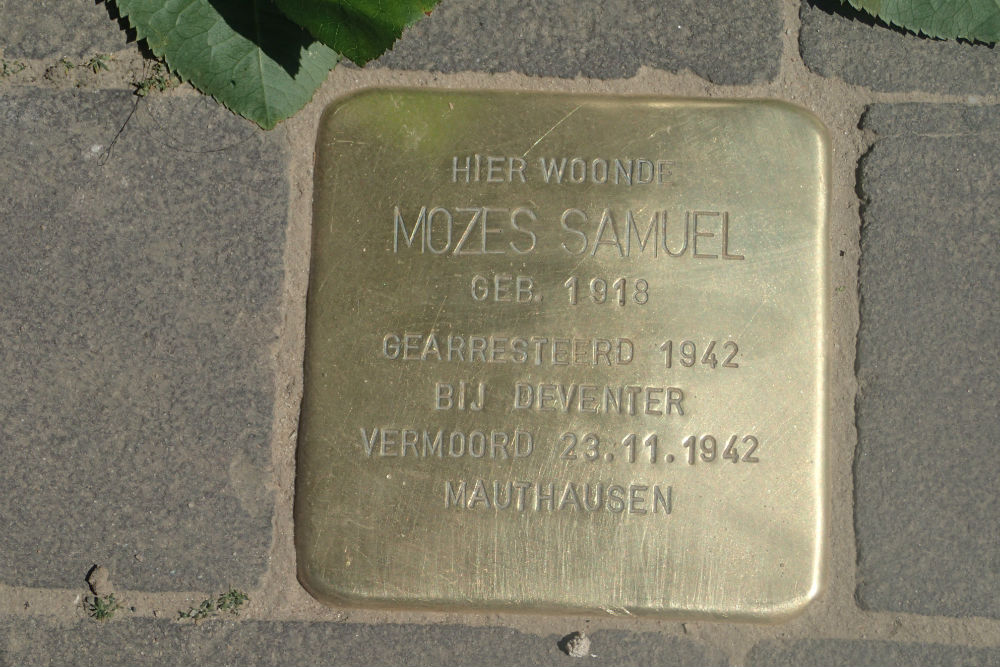 HIER WOONDE
MOZES SAMUEL
GEB. 1918
GEARRESTEERD 1942
BIJ DEVENTER
VERMOORD 23.11.1942
MAUTHAUSEN